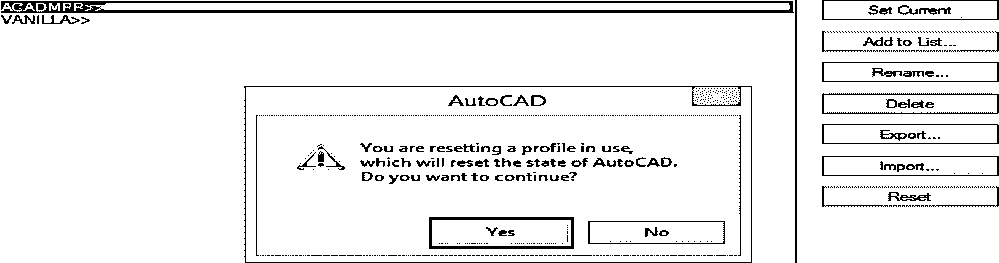 ACADMPP>>
VANILLA>>
Set Current
Add to List...
Rename...
Delete
Export...
Import...
Reset
AutoCAD
You are resetting a profile in use,
which will reset the state of AutoCAD.
Do you want to continue?
Yes
No